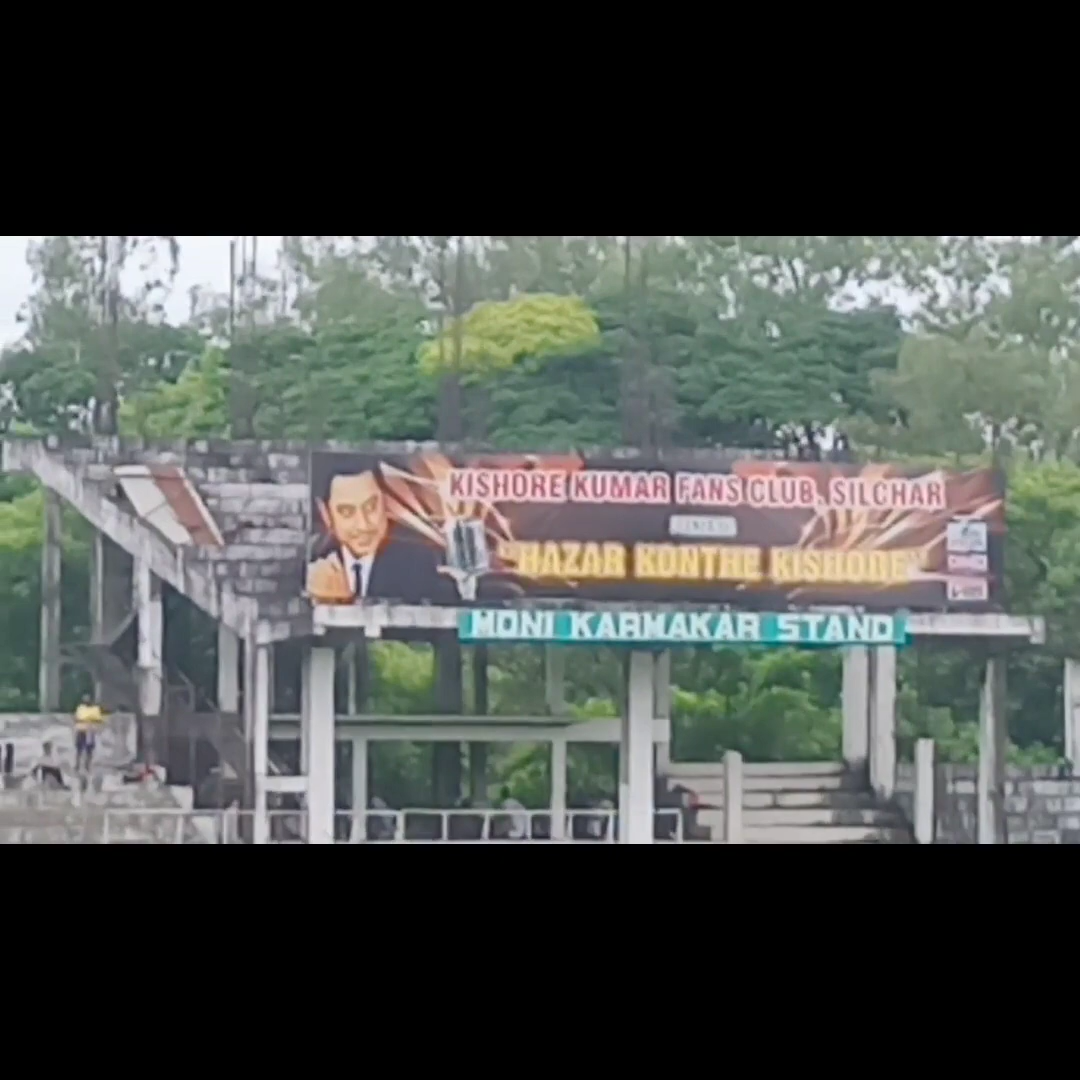 KISHORE KUMAR FANS CLUB, SILCHAR
"HAZAR KONTHE KISHORE"
MONI KARMAKAR STAND